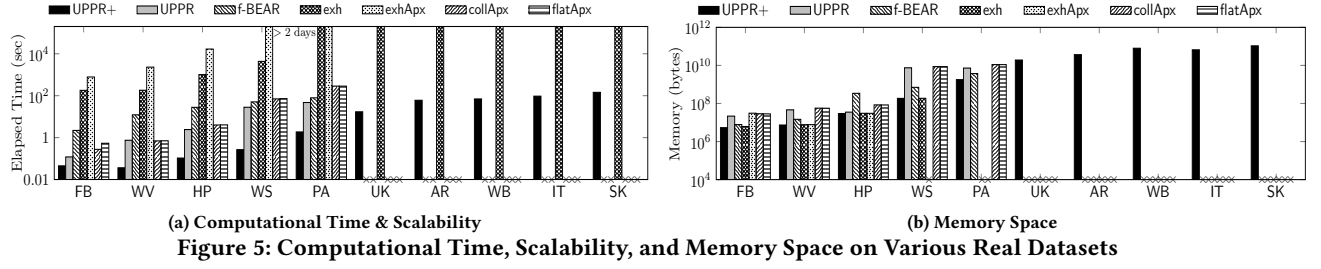 UPPR+ UPPR f-BEAR exh exhApx collApx flatApx
Elapsed Time (sec)
10^4
10^2
1
0.01
> 2 days
FB WV HP WS PA UK AR WB IT SK
(a) Computational Time & Scalability
UPPR+ UPPR f-BEAR exh exhApx collApx flatApx
Memory (bytes)
10^12
10^10
10^8
10^6
10^4
FB WV HP WS PA UK AR WB IT SK
(b) Memory Space
Figure 5: Computational Time, Scalability, and Memory Space on Various Real Datasets